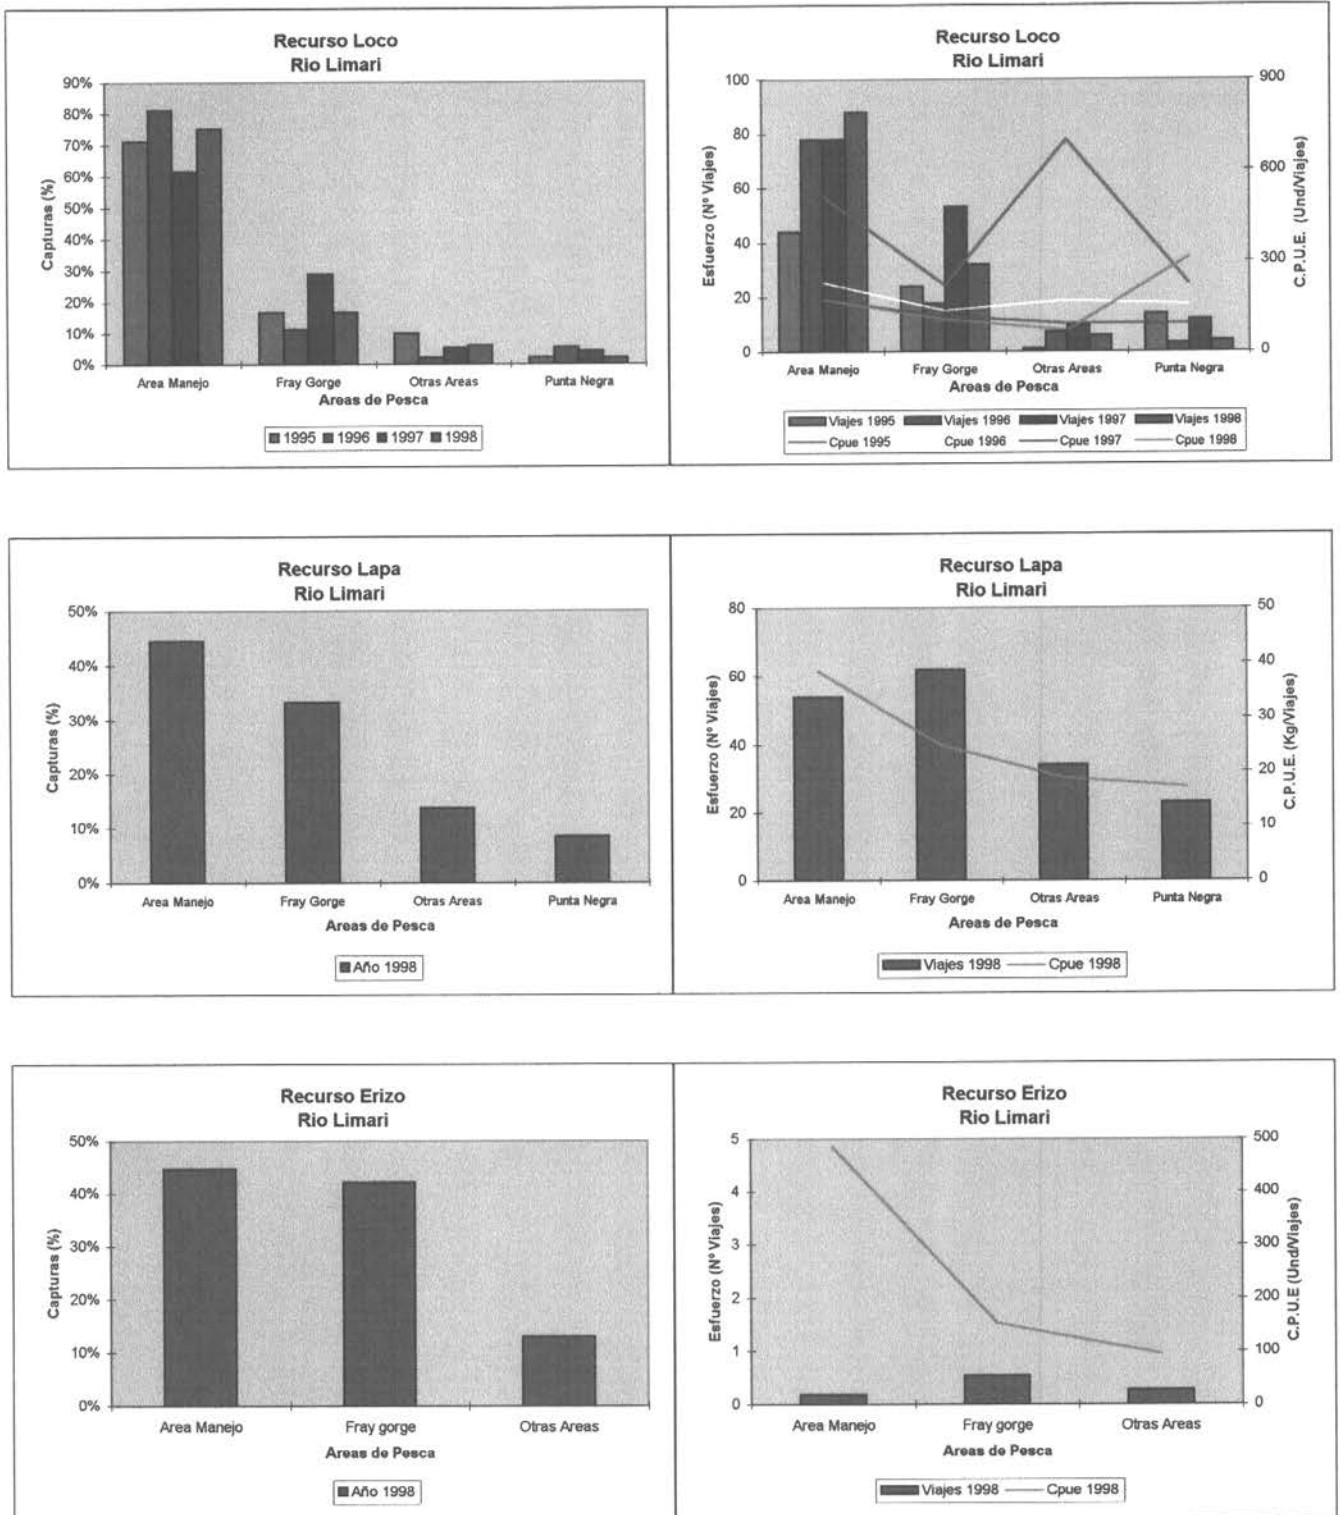 Recurso Loco
Rio Limari
Capturas (%)
90%
80%
70%
60%
50%
40%
30%
20%
10%
0%
Area Manejo Fray Gorge Otras Areas Punta Negra
Areas de Pesca
1995 1996 1997 1998
Recurso Loco
Rio Limari
Esfuerzo (Nº Viajes)
100
80
60
40
20
0
900
600
300
0
C.P.U.E. (Und/Viajes)
Area Manejo Fray Gorge Otras Areas Punta Negra
Areas de Pesca
Viajes 1995 Viajes 1996 Viajes 1997 Viajes 1998
Cpue 1995 Cpue 1996 Cpue 1997 Cpue 1998
Recurso Lapa
Rio Limari
Capturas (%)
50%
40%
30%
20%
10%
0%
Area Manejo Fray Gorge Otras Areas Punta Negra
Areas de Pesca
Año 1998
Recurso Lapa
Rio Limari
Esfuerzo (Nº Viajes)
80
60
40
20
0
50
40
30
20
10
0
C.P.U.E. (Kg/Viajes)
Area Manejo Fray Gorge Otras Areas Punta Negra
Areas de Pesca
Viajes 1998 Cpue 1998
Recurso Erizo
Rio Limari
Capturas (%)
50%
40%
30%
20%
10%
0%
Area Manejo Fray gorge Otras Areas
Areas de Pesca
Año 1998
Recurso Erizo
Rio Limari
Esfuerzo (Nº Viajes)
5
4
3
2
1
0
500
400
300
200
100
0
C.P.U.E (Und/Viajes)
Area Manejo Fray gorge Otras Areas
Areas de Pesca
Viajes 1998 Cpue 1998